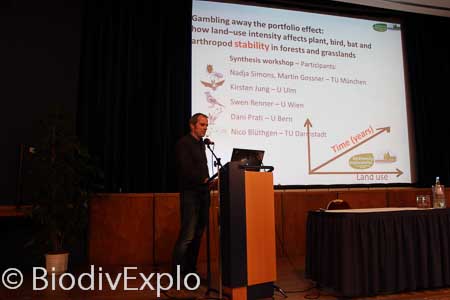 Gambling away the portfolio effect:
how land–use intensity affects plant, bird, bat and
arthropod stability in forests and grasslands
Synthesis workshop – Participants:
Nadja Simons, Martin Gossner – TU München
Kirsten Jung – U Ulm
Swen Renner – U Wien
Dani Prati – U Bern
Nico Blüthgen – TU Darmstadt
Time (years)
Land use
© BiodivExplo